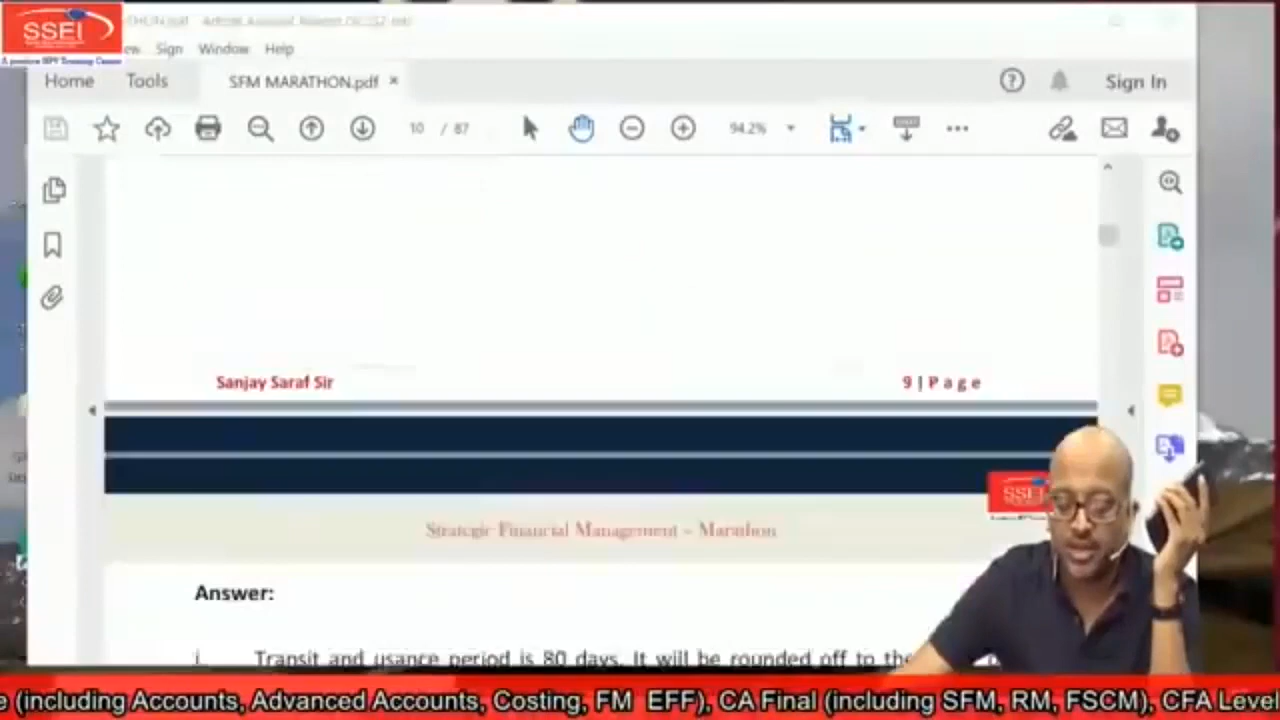 SSEI
Sign Window Help
Home Tools SFM MARATHON.pdf × Sign In
10 / 87 94.2%
Sanjay Saraf Sir 9 | P a g e
SSEI
Strategic Financial Management – Marathon
Answer:
i. Transit and usance period is 80 days. It will be rounded off to the
e (including Accounts, Advanced Accounts, Costing, FM EFF), CA Final (including SFM, RM, FSCM), CFA Level